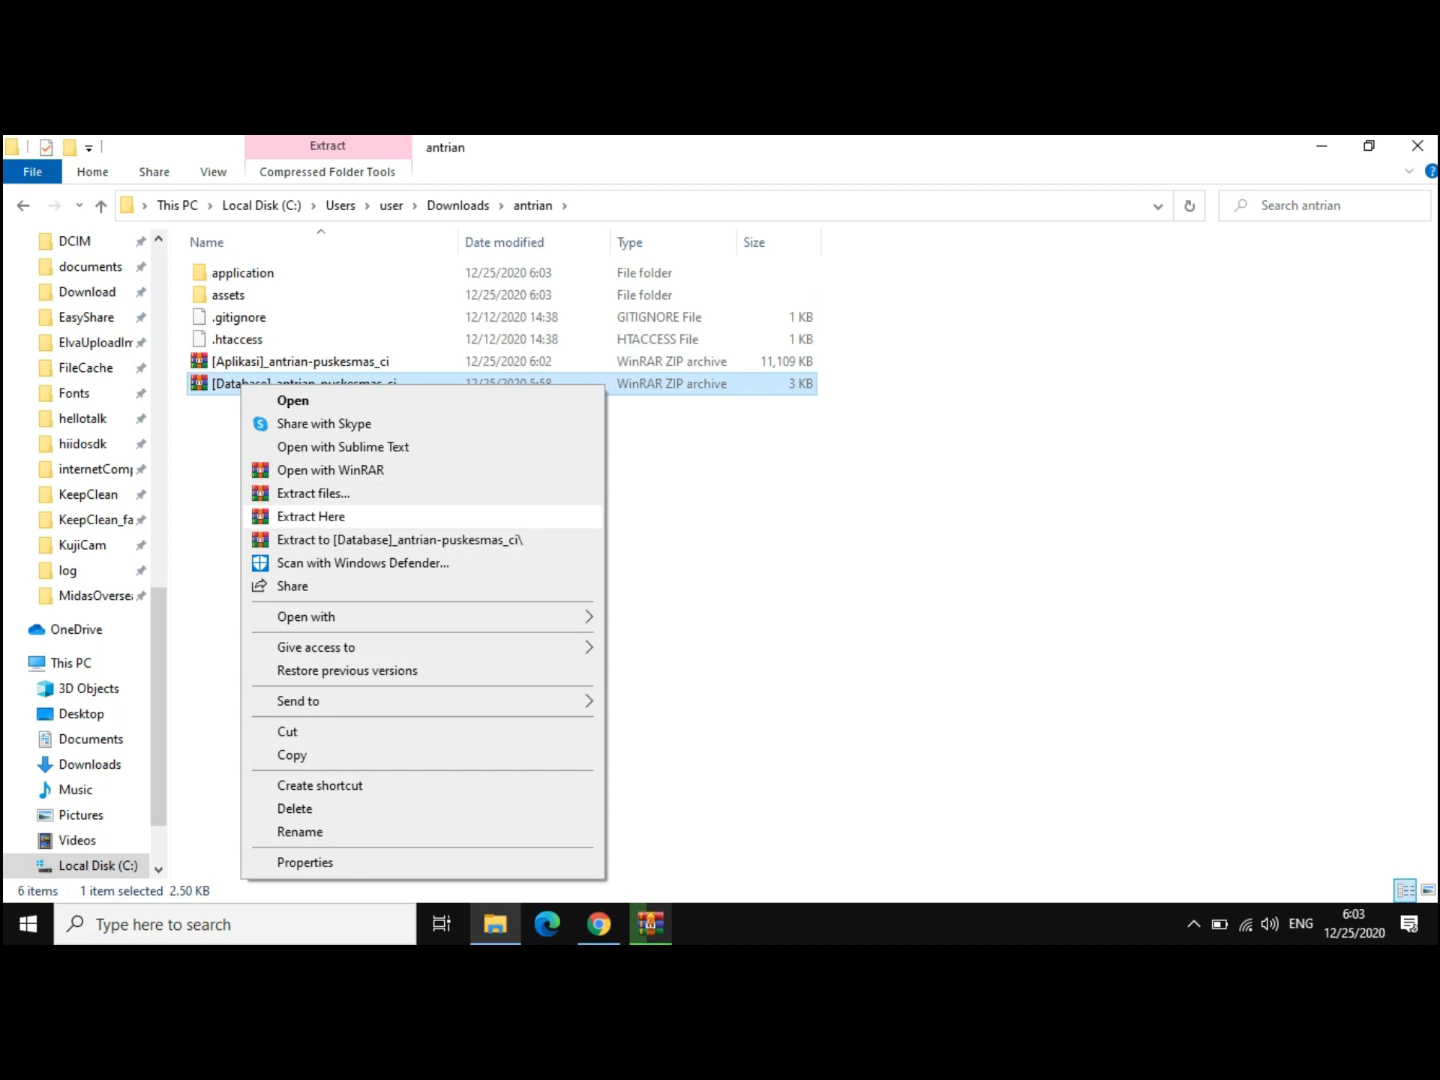 Extract
antrian
File
Home
Share
View
Compressed Folder Tools
This PC
Local Disk (C:)
Users
user
Downloads
antrian
Search antrian
DCIM
documents
Download
EasyShare
ElvaUploadIm
FileCache
Fonts
hellotalk
hiidosdk
internetComp
KeepClean
KeepClean_fa
KujiCam
log
MidasOversea
OneDrive
This PC
3D Objects
Desktop
Documents
Downloads
Music
Pictures
Videos
Local Disk (C:)
Name
Date modified
Type
Size
application 12/25/2020 6:03 File folder
assets 12/25/2020 6:03 File folder
.gitignore 12/12/2020 14:38 GITIGNORE File 1 KB
.htaccess 12/12/2020 14:38 HTACCESS File 1 KB
[Aplikasi]_antrian-puskesmas_ci 12/25/2020 6:02 WinRAR ZIP archive 11,109 KB
[Database]_antrian-puskesmas_ci 12/25/2020 5:58 WinRAR ZIP archive 3 KB
Open
Share with Skype
Open with Sublime Text
Open with WinRAR
Extract files...
Extract Here
Extract to [Database]_antrian-puskesmas_ci\
Scan with Windows Defender...
Share
Open with
Give access to
Restore previous versions
Send to
Cut
Copy
Create shortcut
Delete
Rename
Properties
6 items
1 item selected 2.50 KB
Type here to search
ENG
6:03
12/25/2020